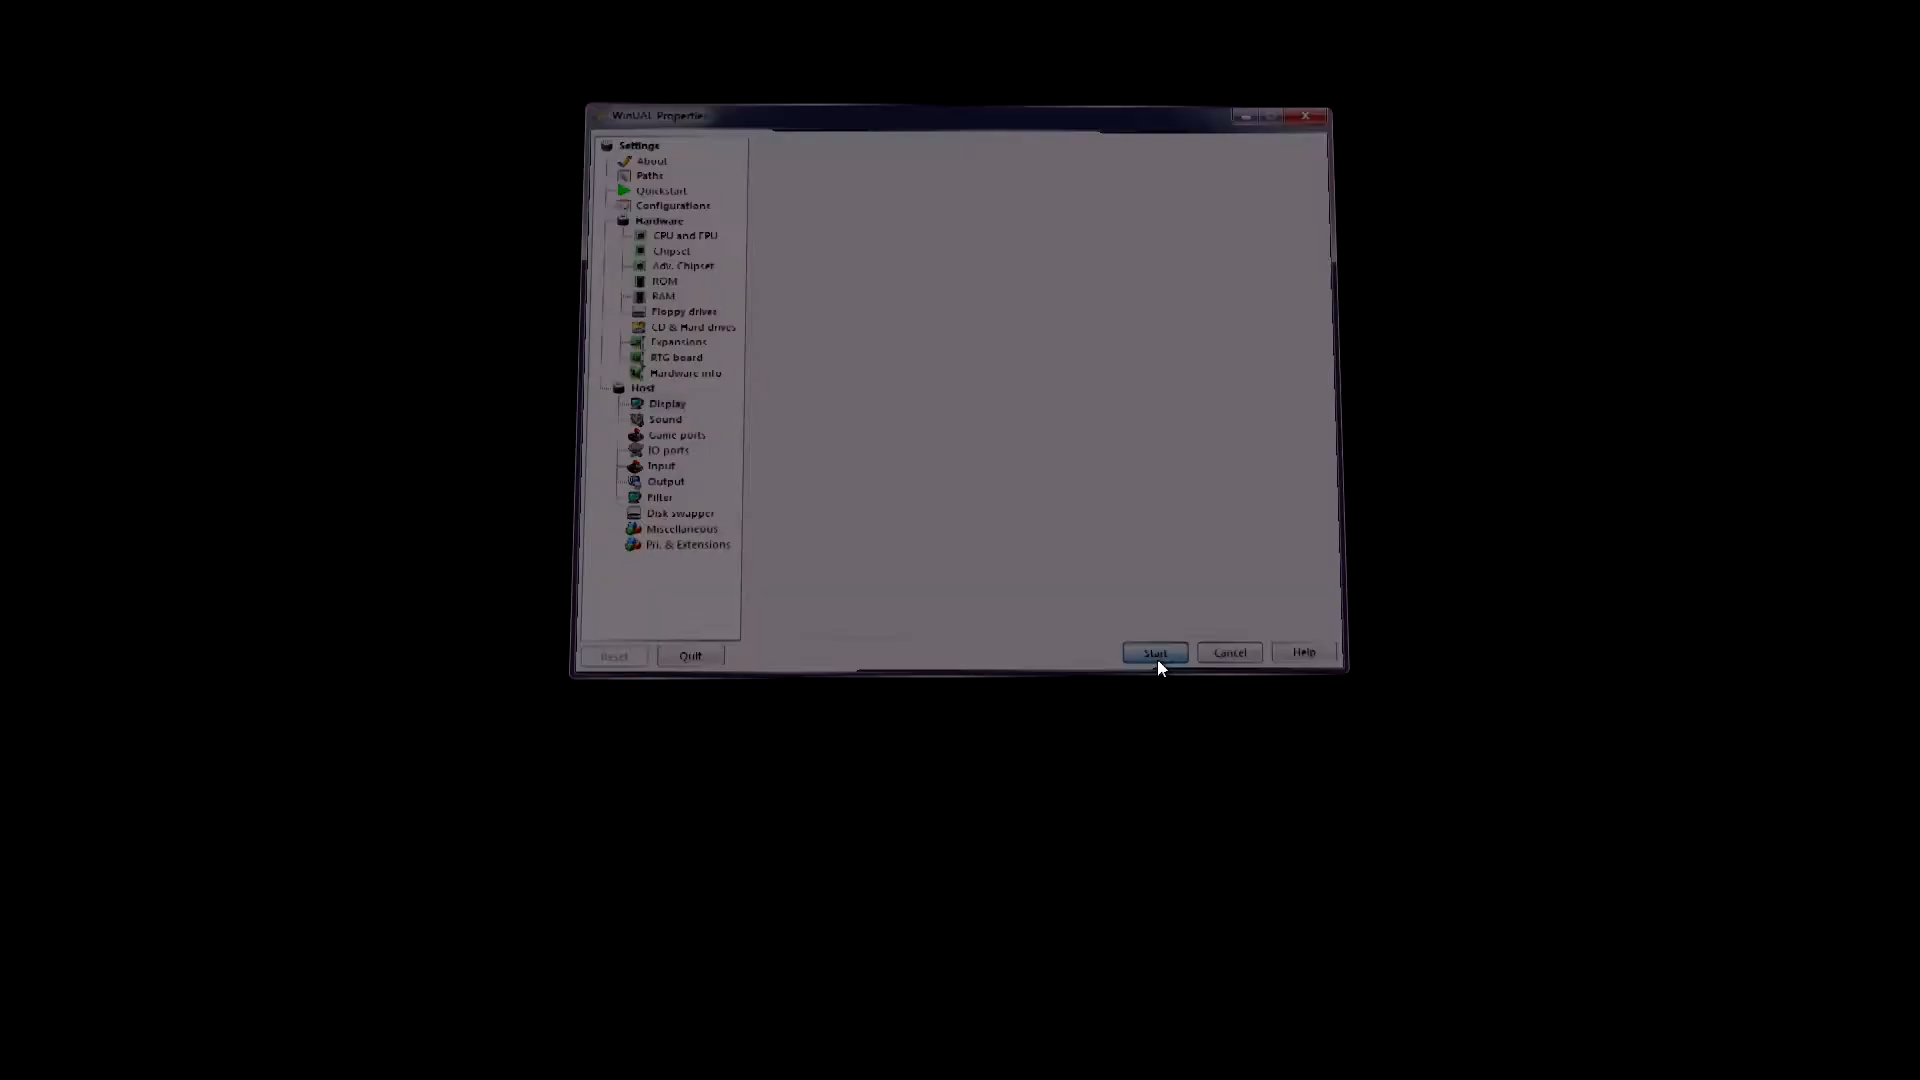 WinUAE Properties
Settings
About
Paths
Quickstart
Configurations
Hardware
CPU and FPU
Chipset
Adv. Chipset
ROM
RAM
Floppy drives
CD & Hard drives
Expansions
RTG board
Hardware info
Host
Display
Sound
Game ports
IO ports
Input
Output
Filter
Disk swapper
Miscellaneous
Pri. & Extensions
Reset Quit Start Cancel Help